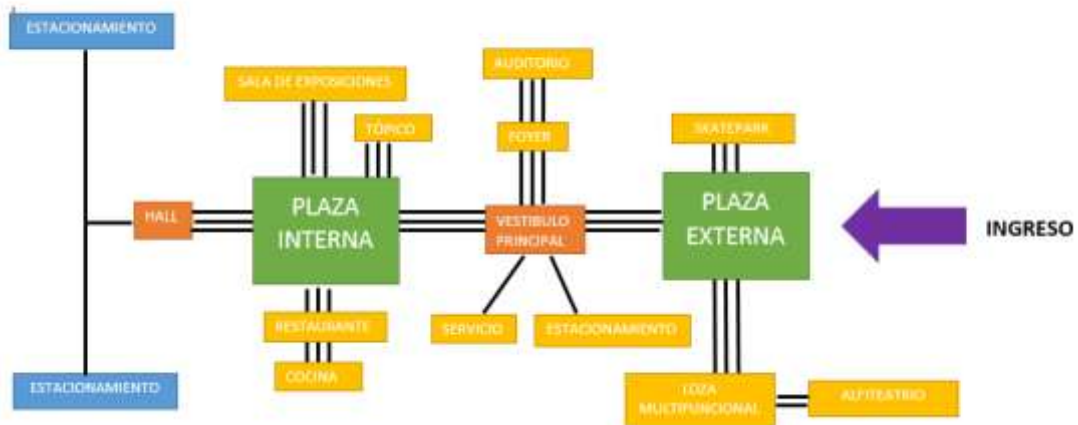 ESTACIONAMIENTO
AUDITORIO
SALA DE EXPOSICIONES
TÓPICO
FOYER
SKATEPARK
HALL
PLAZA
INTERNA
VESTIBULO
PRINCIPAL
PLAZA
EXTERNA
INGRESO
RESTAURANTE
SERVICIO
ESTACIONAMIENTO
COCINA
ESTACIONAMIENTO
LOZA
MULTIFUNCIONAL
ALFITEATRIO